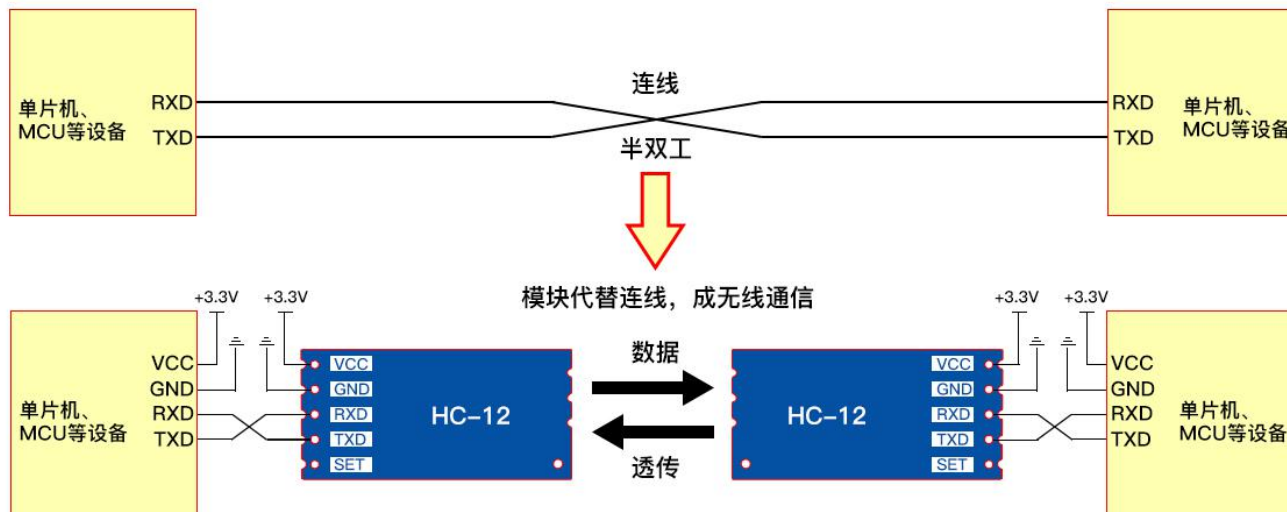 连线
单片机、
MCU等设备
RXD
TXD
RXD
TXD
单片机、
MCU等设备
半双工
模块代替连线，成无线通信
+3.3V
+3.3V
+3.3V
+3.3V
单片机、
MCU等设备
VCC
GND
RXD
TXD
VCC
GND
RXD
TXD
SET
HC-12
数据
透传
HC-12
VCC
GND
RXD
TXD
SET
VCC
GND
RXD
TXD
单片机、
MCU等设备